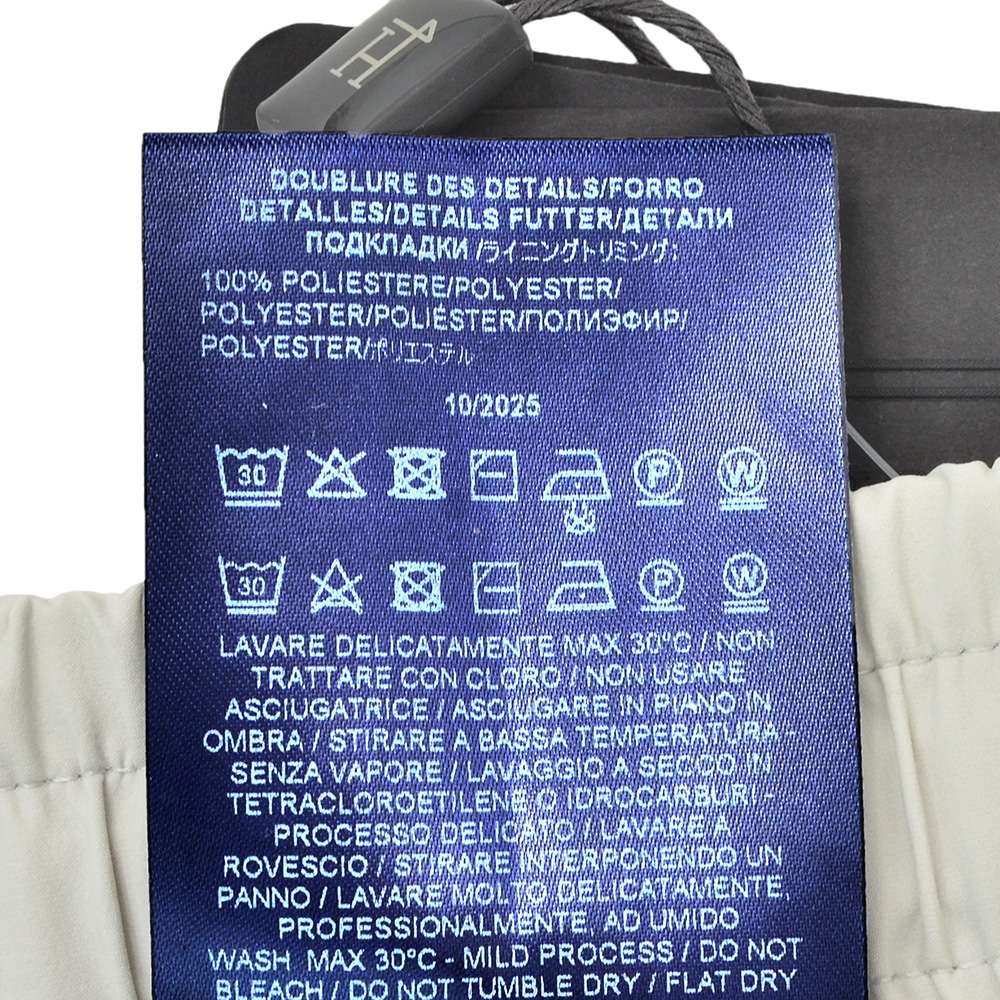 DOUBLURE DES DETAILS/FORRO
DETALLES/DETAILS FUTTER/ДЕТАЛИ
ПОДКЛАДКИ /ライニングトリミング:
100% POLIESTERE/POLYESTER/
POLYESTER/POLIÉSTER/ПОЛИЭФИР/
POLYESTER/ポリエステル
10/2025
30 P W
30 P W
LAVARE DELICATAMENTE MAX 30°C / NON
TRATTARE CON CLORO / NON USARE
ASCIUGATRICE / ASCIUGARE IN PIANO IN
OMBRA / STIRARE A BASSA TEMPERATURA -
SENZA VAPORE / LAVAGGIO A SECCO IN
TETRACLOROETILENE O IDROCARBURI -
PROCESSO DELICATO / LAVARE A
ROVESCIO / STIRARE INTERPONENDO UN
PANNO / LAVARE MOLTO DELICATAMENTE,
PROFESSIONALMENTE, AD UMIDO
WASH MAX 30°C - MILD PROCESS / DO NOT
BLEACH / DO NOT TUMBLE DRY / FLAT DRY